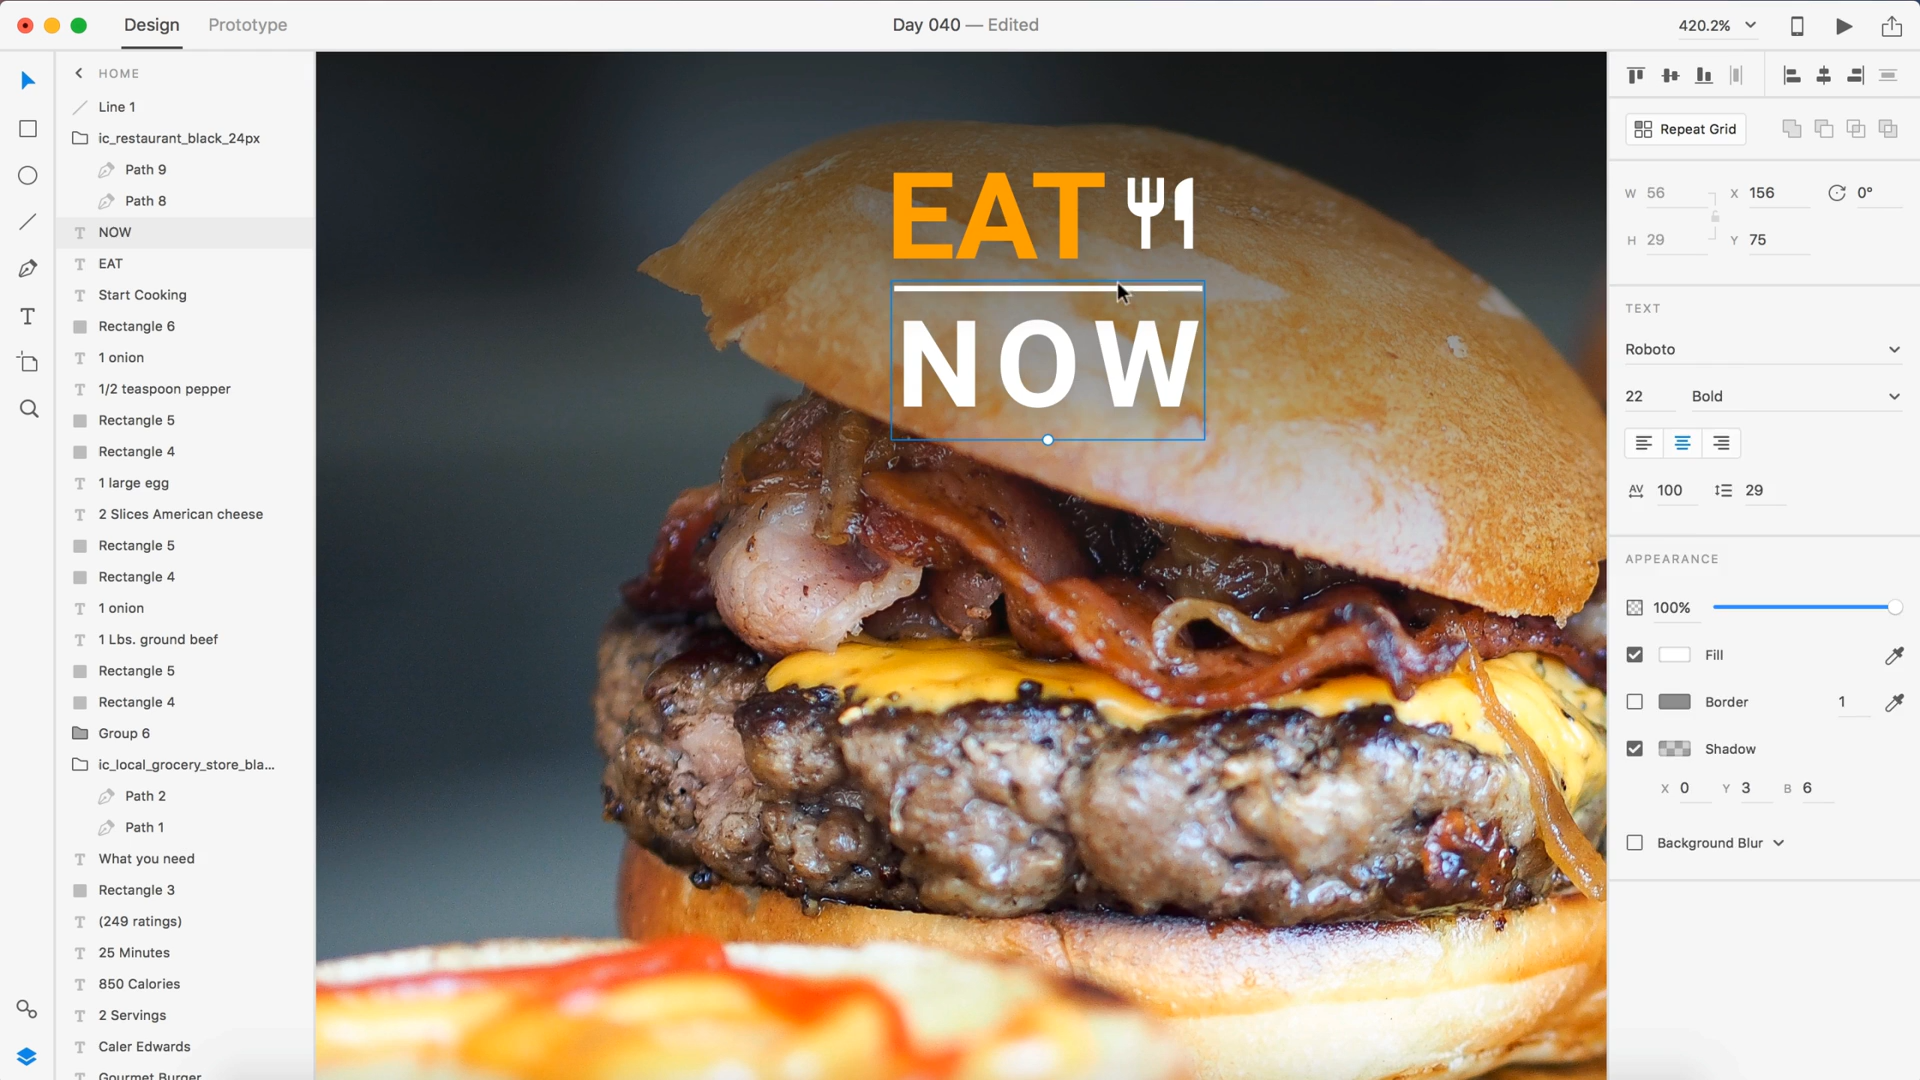 Design
Prototype
Day 040 — Edited
420.2%
HOME
Line 1
ic_restaurant_black_24px
Path 9
Path 8
NOW
EAT
Start Cooking
Rectangle 6
1 onion
1/2 teaspoon pepper
Rectangle 5
Rectangle 4
1 large egg
2 Slices American cheese
Rectangle 5
Rectangle 4
1 onion
1 Lbs. ground beef
Rectangle 5
Rectangle 4
Group 6
ic_local_grocery_store_bla...
Path 2
Path 1
What you need
Rectangle 3
(249 ratings)
25 Minutes
850 Calories
2 Servings
Caler Edwards
Gourmet Burger
EAT
NOW
Repeat Grid
W 56 X 156 0°
H 29 Y 75
TEXT
Roboto
22 Bold
AV 100 29
APPEARANCE
100%
Fill
Border 1
Shadow
X 0 Y 3 B 6
Background Blur